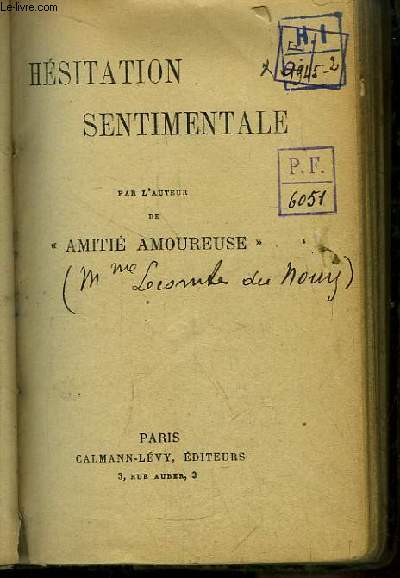 Le-livre.com
H.I
HÉSITATION
SENTIMENTALE
P.F.
6051
PAR L'AUTEUR
DE
« AMITIÉ AMOUREUSE »
(Mme Lecomte du Nouy)
PARIS
CALMANN-LÉVY, ÉDITEURS
3, RUE AUBER, 3